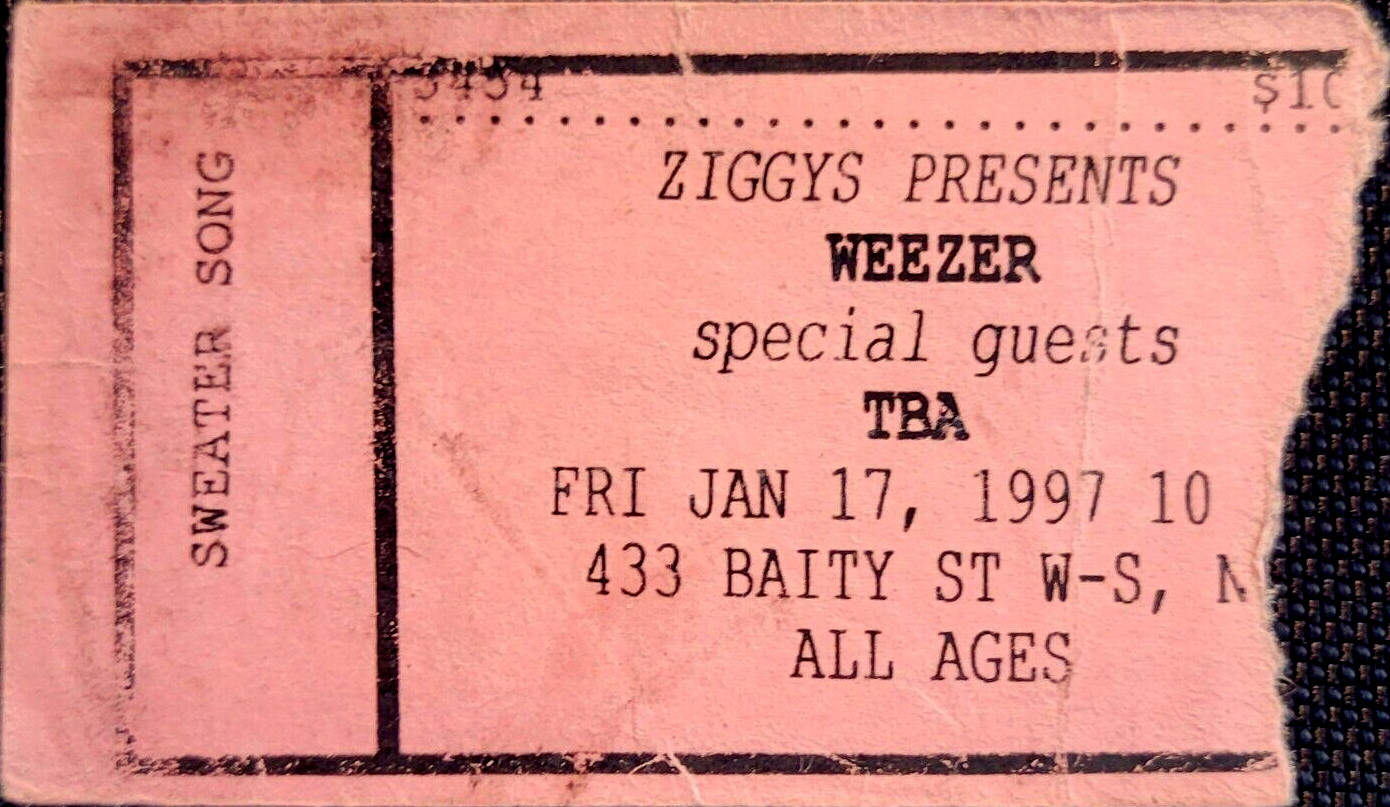 SWEATER SONG
$10
ZIGGYS PRESENTS
WEEZER
special guests
TBA
FRI JAN 17, 1997 10
433 BAITY ST W-S, N
ALL AGES